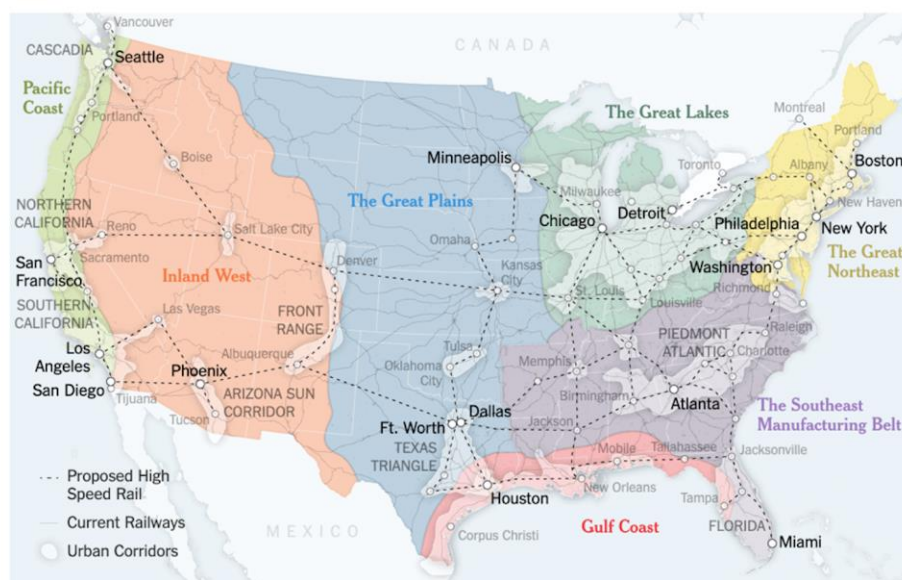 Vancouver
CANADA
CASCADIA
Seattle
Pacific
Coast
Portland
The Great Lakes
Montreal
Portland
Minneapolis
Toronto
Albany
Boston
Boise
Milwaukee
New Haven
NORTHERN
CALIFORNIA
Reno
Salt Lake City
The Great Plains
Chicago
Detroit
Philadelphia
New York
Omaha
Sacramento
San
Francisco
Inland West
Denver
Kansas
City
Washington
The Great
Northeast
St. Louis
Louisville
Richmond
SOUTHERN
CALIFORNIA
Las Vegas
FRONT
RANGE
Raleigh
PIEDMONT
ATLANTIC
Los
Angeles
Albuquerque
Tulsa
Memphis
Charlotte
San Diego
Phoenix
Oklahoma
City
Birmingham
Atlanta
Tijuana
ARIZONA SUN
CORRIDOR
Tucson
Dallas
Ft. Worth
Jackson
The Southeast
Manufacturing Belt
TEXAS
TRIANGLE
Mobile
Tallahassee
Jacksonville
Proposed High
Speed Rail
Houston
New Orleans
Tampa
Current Railways
MEXICO
Corpus Christi
Gulf Coast
FLORIDA
Urban Corridors
Miami